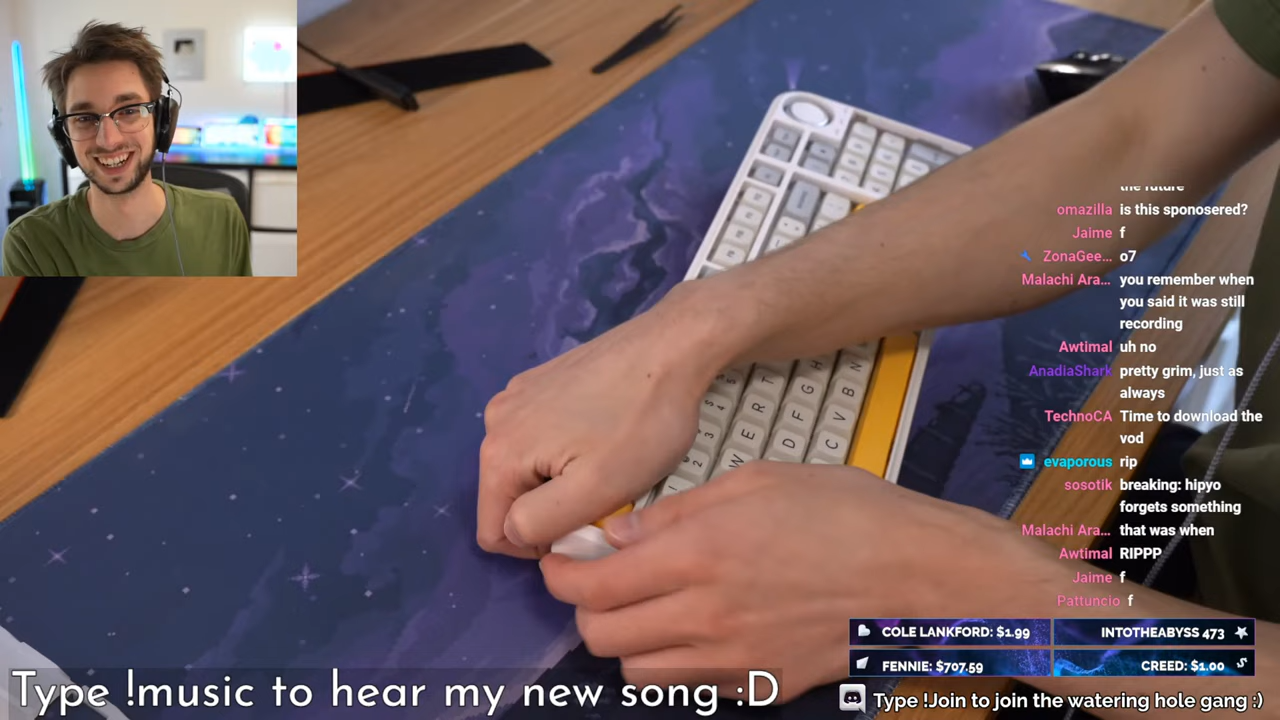 the future
omazilla is this sponosered?
Jaime f
ZonaGee… o7
Malachi Ara… you remember when
you said it was still
recording
Awtimal uh no
AnadiaShark pretty grim, just as
always
TechnoCA Time to download the
vod
evaporous rip
sosotik breaking: hipyo
forgets something
Malachi Ara… that was when
Awtimal RIPPP
Jaime f
Pattuncio f
W E R T
D F G H
C V B N
COLE LANKFORD: $1.99
INTOTHEABYSS 473
FENNIE: $707.59
CREED: $1.00
Type !music to hear my new song :D
Type !Join to join the watering hole gang :)